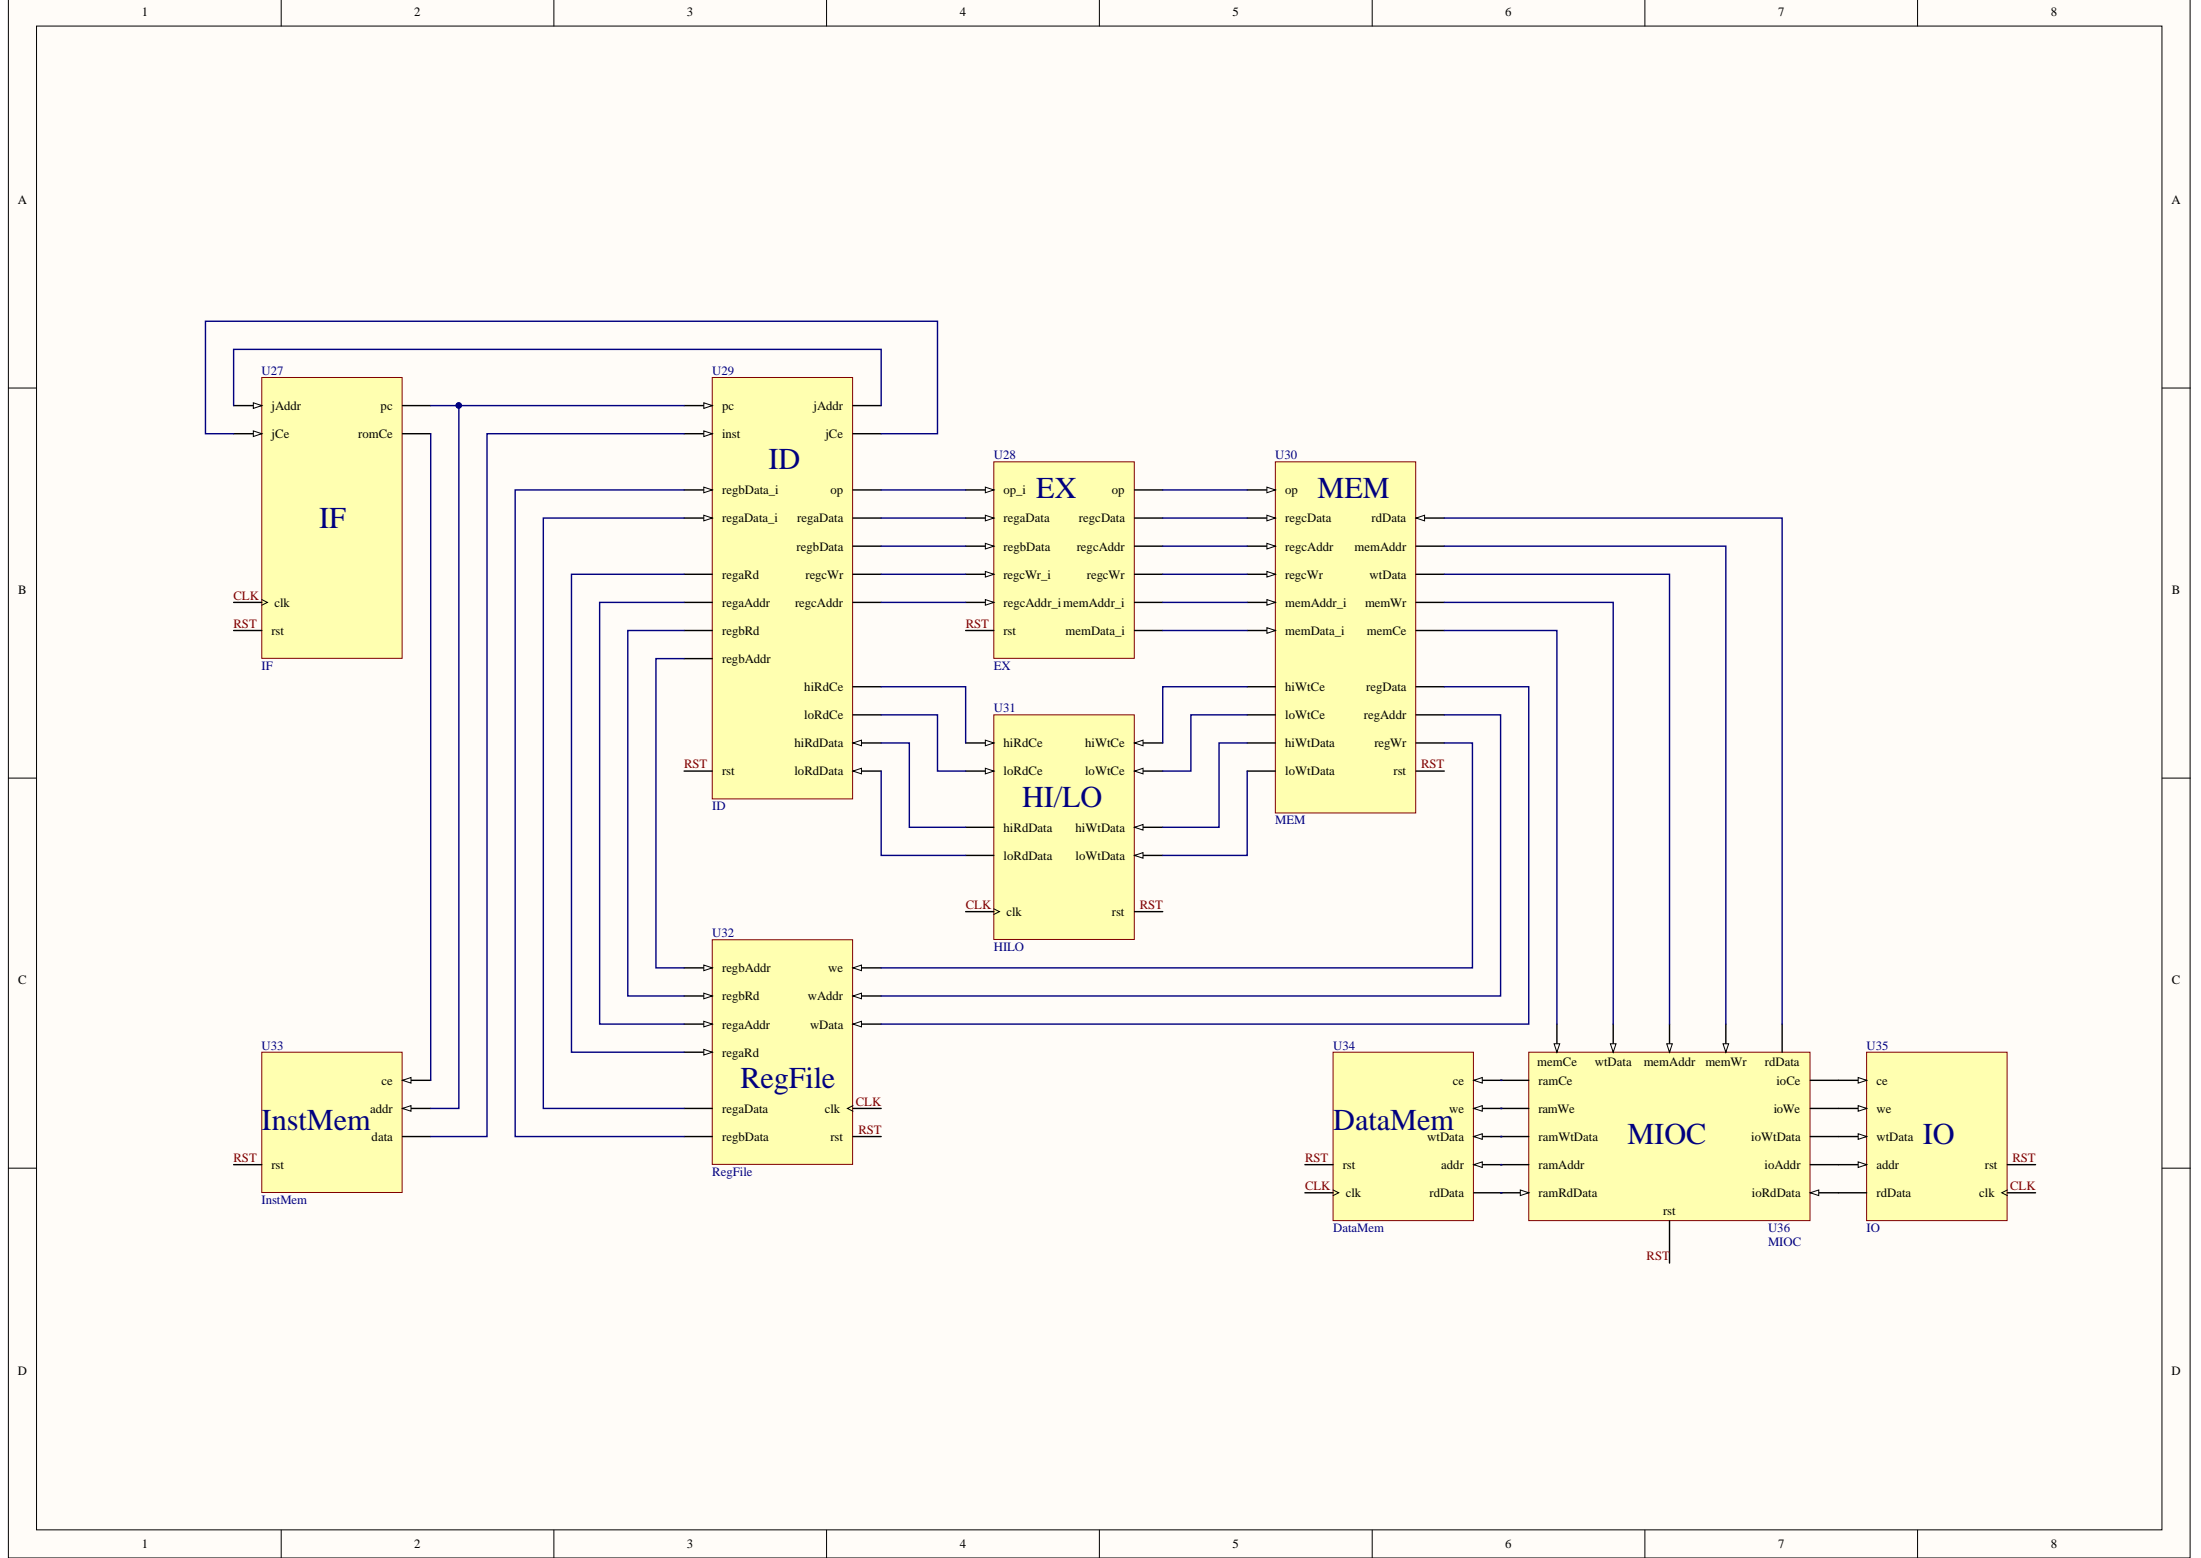 1 2 3 4 5 6 7 8
A A
U27 U29
jAddr pc pc jAddr
jCe romCe inst jCe
ID
U28 U30
regbData_i op op_i EX op op MEM
IF
regaData_i regaData regaData regcData regcData rdData
regbData regbData regcAddr regcAddr memAddr
regaRd regcWr regcWr_i regcWr regcWr wtData
B B
CLK clk regaAddr regcAddr regcAddr_i memAddr_i memAddr_i memWr
RST rst regbRd RST rst memData_i memData_i memCe
IF regbAddr EX
hiRdCe hiWtCe regData
U31
loRdCe loWtCe regAddr
hiRdData hiRdCe hiWtCe hiWtData regWr
RST rst loRdData loRdCe loWtCe loWtData rst RST
HI/LO
ID MEM
hiRdData hiWtData
loRdData loWtData
CLK clk rst RST
U32 HILO
regbAddr we
C C
regbRd wAddr
regaAddr wData
U33 U34 U35
regaRd memCe wtData memAddr memWr rdData
ce RegFile ce ramCe ioCe ce
addr regaData clk CLK we ramWe ioWe we
InstMem DataMem MIOC IO
data regbData rst RST wtData ramWtData ioWtData wtData
RST rst RST rst addr ramAddr ioAddr addr rst RST
RegFile
CLK clk rdData ramRdData ioRdData rdData clk CLK
InstMem rst
DataMem U36 IO
MIOC
RST
D D
1 2 3 4 5 6 7 8